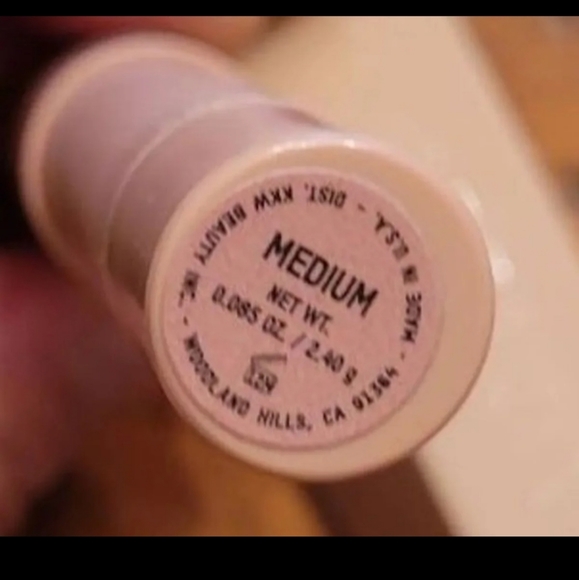 MEDIUM
NET WT.
0.085 OZ. / 2.40 g
12M
DIST. KKW BEAUTY INC. - WOODLAND HILLS, CA 91364 - MADE IN U.S.A. -